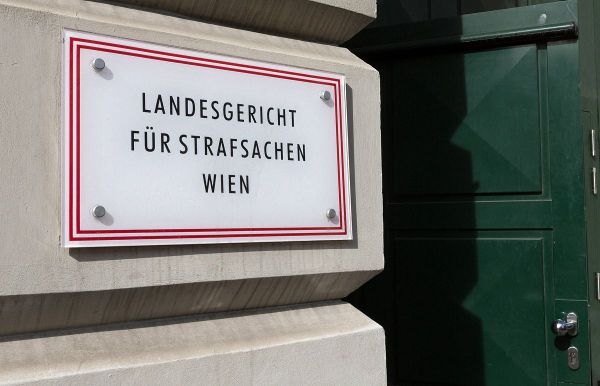 LANDESGERICHT
FÜR STRAFSACHEN
WIEN